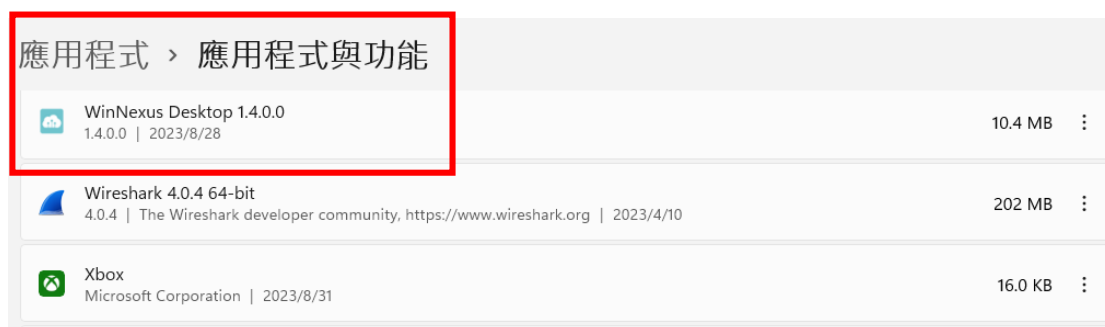 應用程式 › 應用程式與功能
WinNexus Desktop 1.4.0.0
1.4.0.0 | 2023/8/28
10.4 MB
Wireshark 4.0.4 64-bit
4.0.4 | The Wireshark developer community, https://www.wireshark.org | 2023/4/10
202 MB
Xbox
Microsoft Corporation | 2023/8/31
16.0 KB